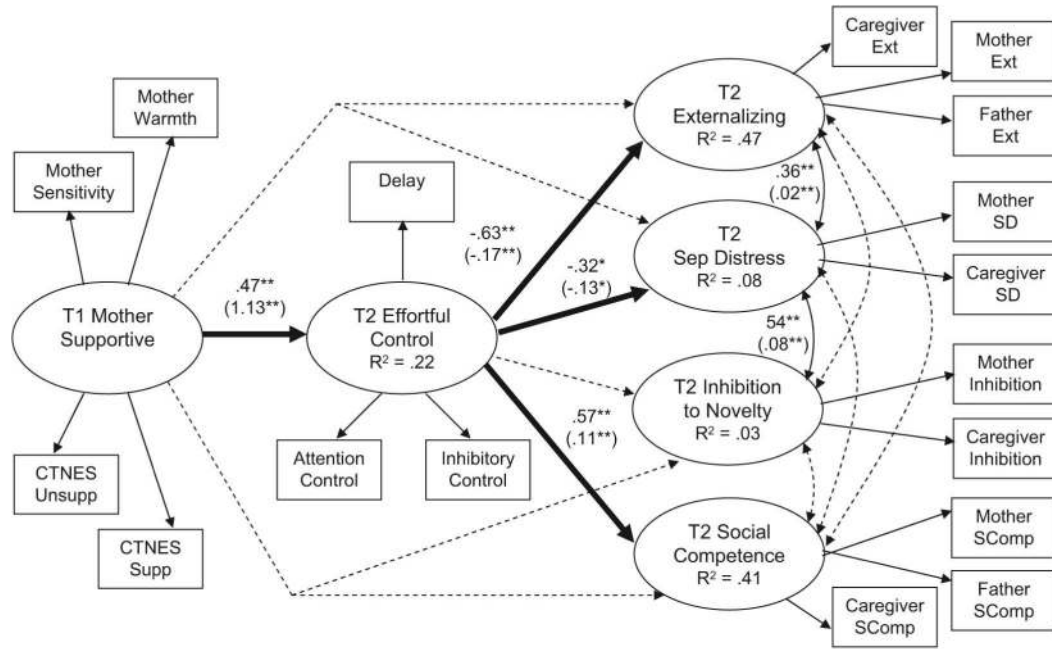 Caregiver
Ext
Mother
Ext
T2
Externalizing
R² = .47
Father
Ext
Mother
Warmth
Mother
Sensitivity
Delay
.36**
(.02**)
-.63**
(-.17**)
T2
Sep Distress
R² = .08
Mother
SD
Caregiver
SD
-.32*
(-.13*)
.47**
(1.13**)
T1 Mother
Supportive
T2 Effortful
Control
R² = .22
54**
(.08**)
T2 Inhibition
to Novelty
R² = .03
Mother
Inhibition
Caregiver
Inhibition
.57**
(.11**)
CTNES
Unsupp
Attention
Control
Inhibitory
Control
CTNES
Supp
T2 Social
Competence
R² = .41
Mother
SComp
Father
SComp
Caregiver
SComp